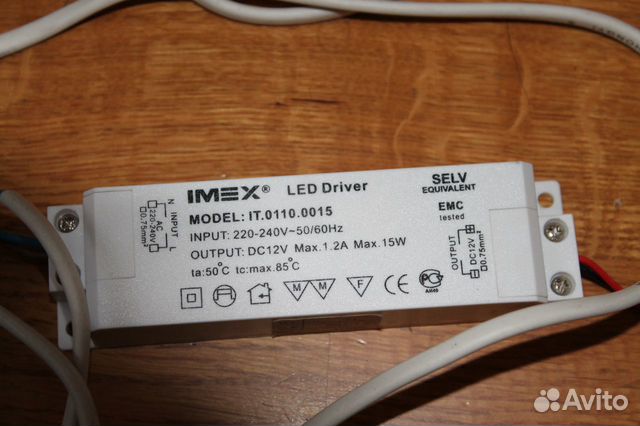 IMEX® LED Driver
MODEL: IT.0110.0015
INPUT: 220-240V~50/60Hz
OUTPUT: DC12V Max.1.2A Max.15W
ta:50°C tc:max.85°C
M M F CE
АИ46
N INPUT L
AC
220-240V
0.75mm²
SELV
EQUIVALENT
EMC
tested
OUTPUT
DC12V
0.75mm²
Avito